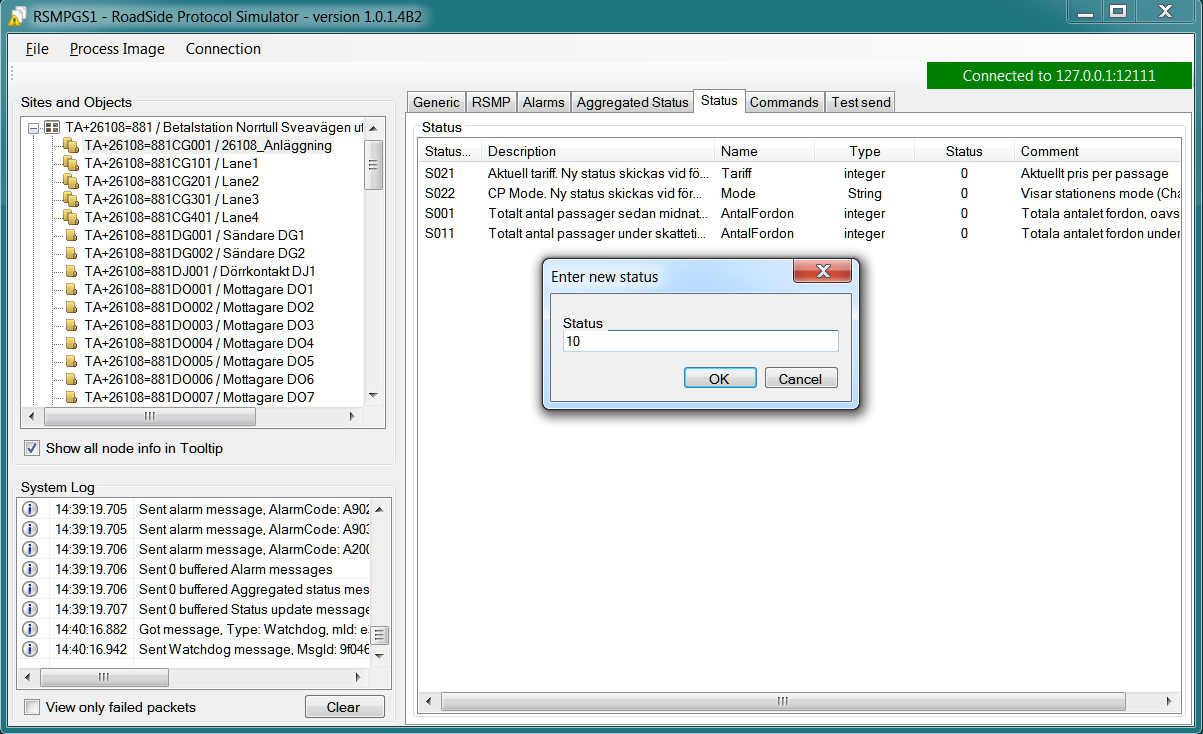 RSMPGS1 - RoadSide Protocol Simulator - version 1.0.1.4B2
File Process Image Connection
Connected to 127.0.0.1:12111
Sites and Objects
TA+26108=881 / Betalstation Norrtull Sveavägen ut
TA+26108=881CG001 / 26108_Anläggning
TA+26108=881CG101 / Lane1
TA+26108=881CG201 / Lane2
TA+26108=881CG301 / Lane3
TA+26108=881CG401 / Lane4
TA+26108=881DG001 / Sändare DG1
TA+26108=881DG002 / Sändare DG2
TA+26108=881DJ001 / Dörrkontakt DJ1
TA+26108=881DO001 / Mottagare DO1
TA+26108=881DO002 / Mottagare DO2
TA+26108=881DO003 / Mottagare DO3
TA+26108=881DO004 / Mottagare DO4
TA+26108=881DO005 / Mottagare DO5
TA+26108=881DO006 / Mottagare DO6
TA+26108=881DO007 / Mottagare DO7
Show all node info in Tooltip
System Log
14:39:19.705 Sent alarm message, AlarmCode: A902
14:39:19.705 Sent alarm message, AlarmCode: A903
14:39:19.706 Sent alarm message, AlarmCode: A200
14:39:19.706 Sent 0 buffered Alarm messages
14:39:19.706 Sent 0 buffered Aggregated status mes
14:39:19.707 Sent 0 buffered Status update message
14:40:16.882 Got message, Type: Watchdog, mId: e
14:40:16.942 Sent Watchdog message, MsgId: 9f046
View only failed packets
Clear
Generic RSMP Alarms Aggregated Status Status Commands Test send
Status
Status... Description Name Type Status Comment
S021 Aktuell tariff. Ny status skickas vid fö... Tariff integer 0 Aktuellt pris per passage
S022 CP Mode. Ny status skickas vid för... Mode String 0 Visar stationens mode (Cha
S001 Totalt antal passager sedan midnat... AntalFordon integer 0 Totala antalet fordon, oavs
S011 Totalt antal passager under skatteti... AntalFordon integer 0 Totala antalet fordon under
Enter new status
Status
10
OK Cancel